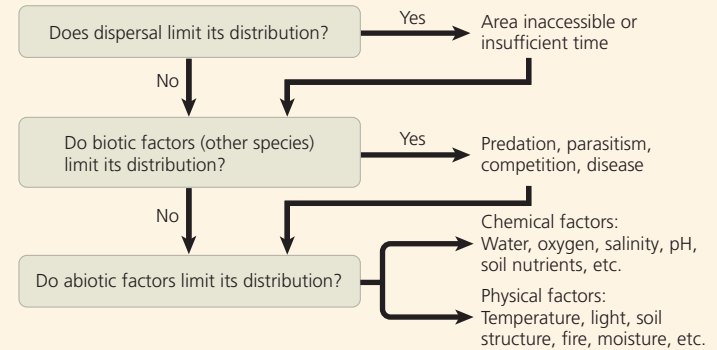 Does dispersal limit its distribution?
Yes
Area inaccessible or
insufficient time
No
Do biotic factors (other species)
limit its distribution?
Yes
Predation, parasitism,
competition, disease
No
Do abiotic factors limit its distribution?
Chemical factors:
Water, oxygen, salinity, pH,
soil nutrients, etc.
Physical factors:
Temperature, light, soil
structure, fire, moisture, etc.